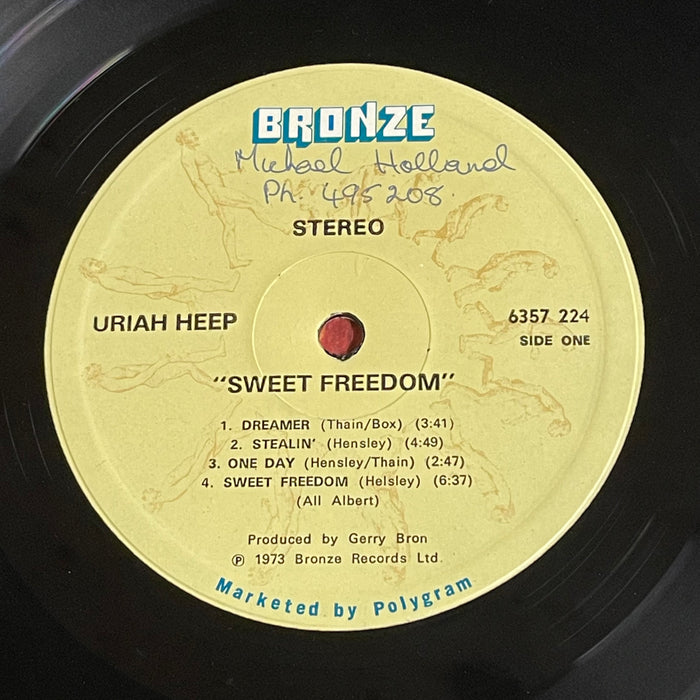 BRONZE
Michael Holland
Ph. 495208
STEREO
URIAH HEEP
6357 224
SIDE ONE
"SWEET FREEDOM"
1. DREAMER (Thain/Box) (3:41)
2. STEALIN' (Hensley) (4:49)
3. ONE DAY (Hensley/Thain) (2:47)
4. SWEET FREEDOM (Helsley) (6:37)
(All Albert)
Produced by Gerry Bron
℗ 1973 Bronze Records Ltd.
Marketed by Polygram